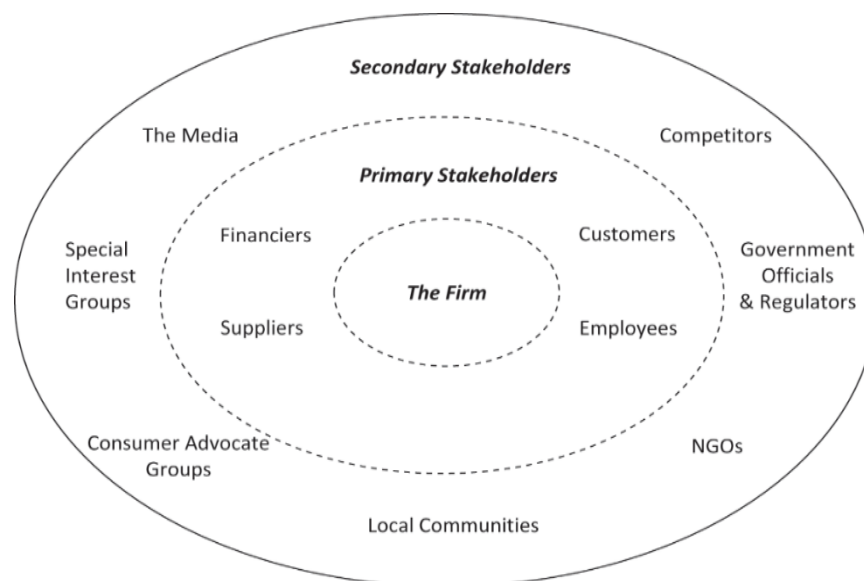 Secondary Stakeholders
The Media
Competitors
Primary Stakeholders
Financiers
Customers
Special
Interest
Groups
Government
Officials
& Regulators
The Firm
Suppliers
Employees
Consumer Advocate
Groups
NGOs
Local Communities